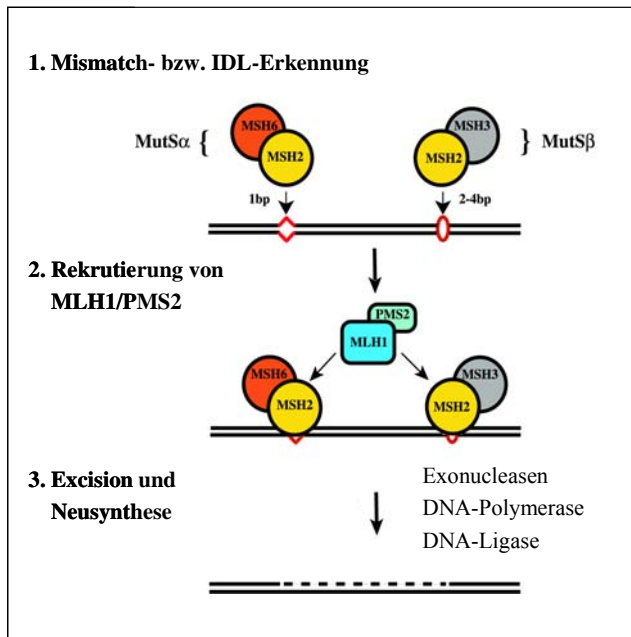 1. Mismatch- bzw. IDL-Erkennung
MutSα {
MSH6
MSH2
MSH3
MSH2
} MutSβ
1bp
2-4bp
2. Rekrutierung von
MLH1/PMS2
PMS2
MLH1
MSH6
MSH2
MSH3
MSH2
3. Excision und
Neusynthese
Exonucleasen
DNA-Polymerase
DNA-Ligase